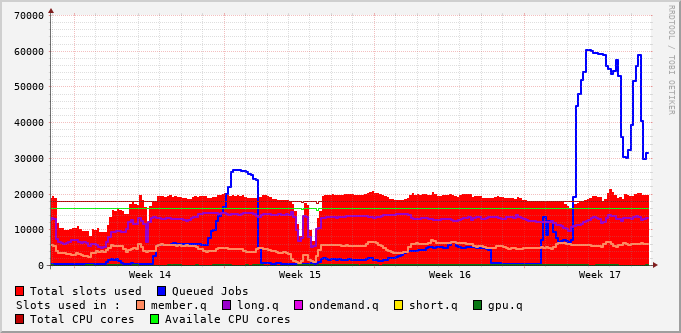 70000
60000
50000
40000
30000
20000
10000
0
Week 14 Week 15 Week 16 Week 17
Total slots used Queued Jobs
Slots used in : member.q long.q ondemand.q short.q gpu.q
Total CPU cores Availale CPU cores
RRDTOOL / TOBI OETIKER